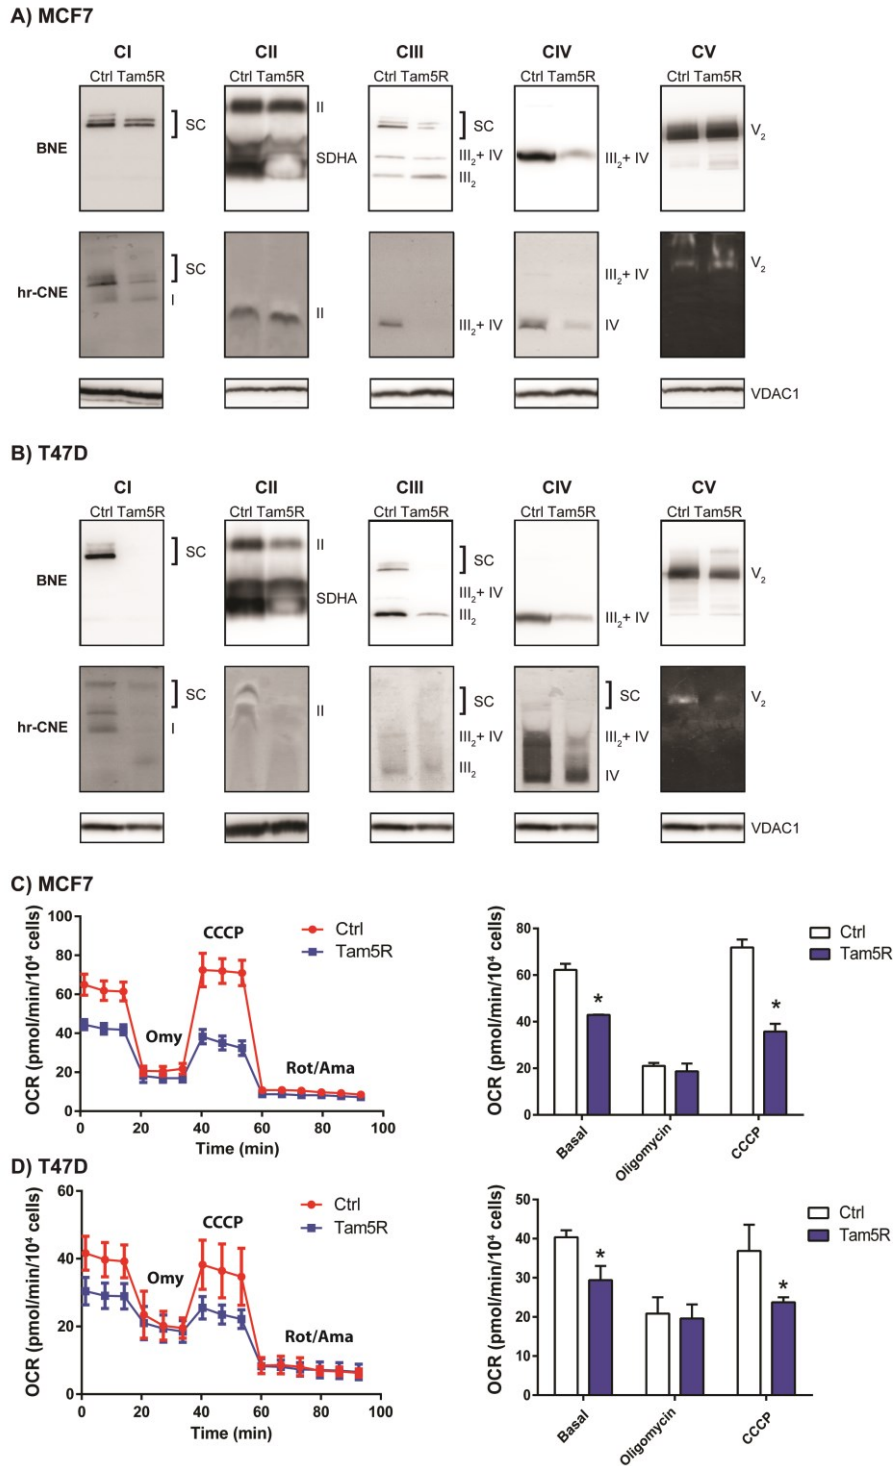 A) MCF7
CI CII CIII CIV CV
Ctrl Tam5R Ctrl Tam5R Ctrl Tam5R Ctrl Tam5R Ctrl Tam5R
BNE
SC
II
SDHA
SC
III₂+ IV
III₂
III₂+ IV
V₂
hr-CNE
SC
I
II
III₂+ IV
III₂+ IV
IV
V₂
VDAC1
B) T47D
CI CII CIII CIV CV
Ctrl Tam5R Ctrl Tam5R Ctrl Tam5R Ctrl Tam5R Ctrl Tam5R
BNE
SC
II
SDHA
SC
III₂+ IV
III₂
III₂+ IV
V₂
hr-CNE
SC
I
II
SC
III₂+ IV
III₂
SC
III₂+ IV
IV
V₂
VDAC1
C) MCF7
OCR (pmol/min/10⁴ cells)
100
80
60
40
20
0
0 20 40 60 80 100
Time (min)
CCCP
Omy
Rot/Ama
Ctrl
Tam5R
OCR (pmol/min/10⁴ cells)
80
60
40
20
0
* *
Basal
Oligomycin
CCCP
Ctrl
Tam5R
D) T47D
OCR (pmol/min/10⁴ cells)
60
40
20
0
0 20 40 60 80 100
Time (min)
CCCP
Omy
Rot/Ama
Ctrl
Tam5R
OCR (pmol/min/10⁴ cells)
50
40
30
20
10
0
* *
Basal
Oligomycin
CCCP
Ctrl
Tam5R